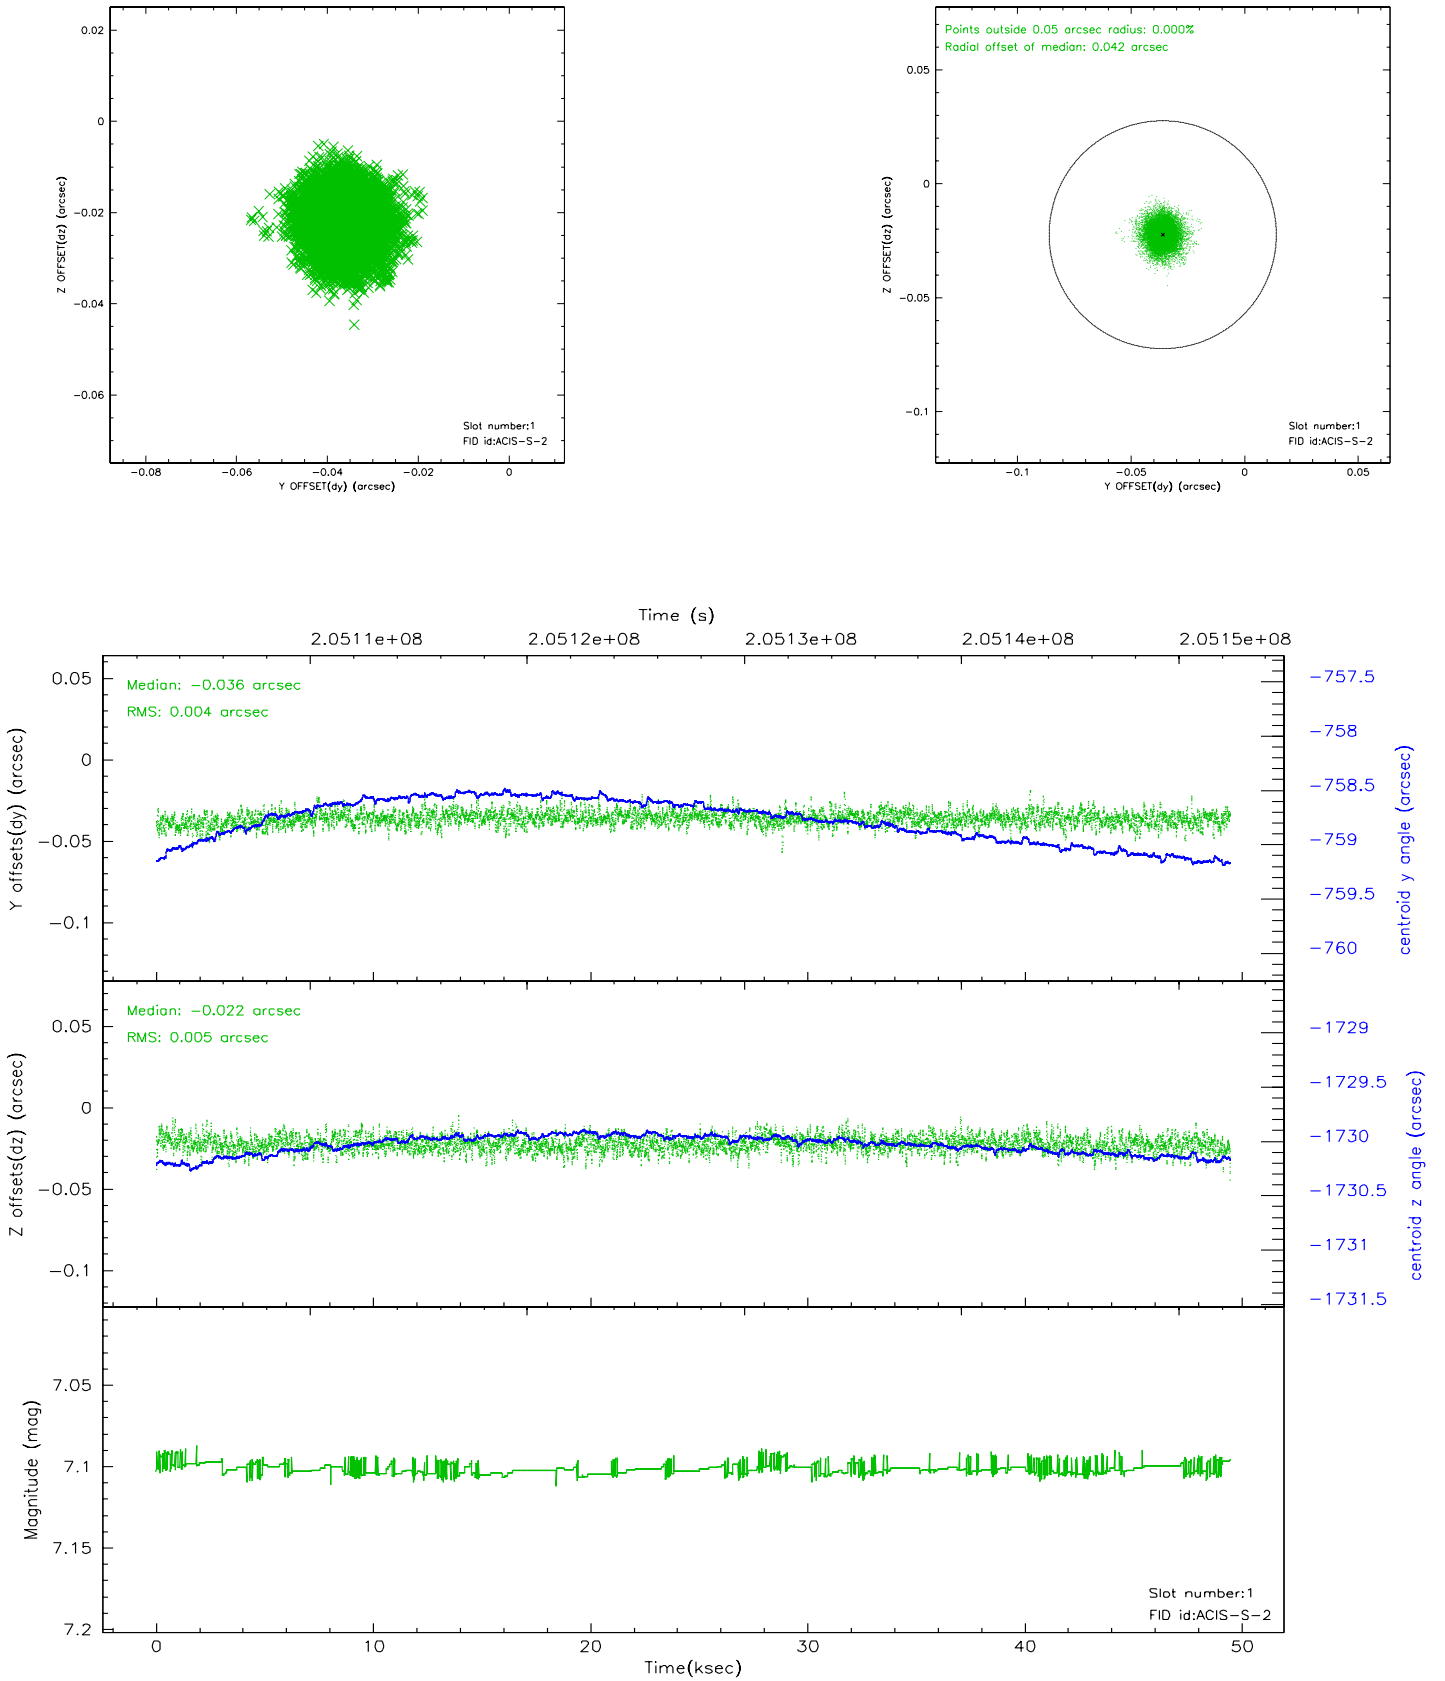 0.02
0
−0.02
−0.04
−0.06
Z OFFSET(dz) (arcsec)
Slot number:1
FID id:ACIS−S−2
−0.08
−0.06
−0.04
−0.02
0
Y OFFSET(dy) (arcsec)
Points outside 0.05 arcsec radius: 0.000%
Radial offset of median: 0.042 arcsec
0.05
0
−0.05
−0.1
Z OFFSET(dz) (arcsec)
Slot number:1
FID id:ACIS−S−2
−0.1
−0.05
0
0.05
Y OFFSET(dy) (arcsec)
Time (s)
2.0511e+08
2.0512e+08
2.0513e+08
2.0514e+08
2.0515e+08
Median: −0.036 arcsec
RMS: 0.004 arcsec
0.05
0
−0.05
−0.1
Y offsets(dy) (arcsec)
−757.5
−758
−758.5
−759
−759.5
−760
centroid y angle (arcsec)
Median: −0.022 arcsec
RMS: 0.005 arcsec
0.05
0
−0.05
−0.1
Z offsets(dz) (arcsec)
−1729
−1729.5
−1730
−1730.5
−1731
−1731.5
centroid z angle (arcsec)
7.05
7.1
7.15
7.2
Magnitude (mag)
Slot number:1
FID id:ACIS−S−2
0
10
20
30
40
50
Time(ksec)